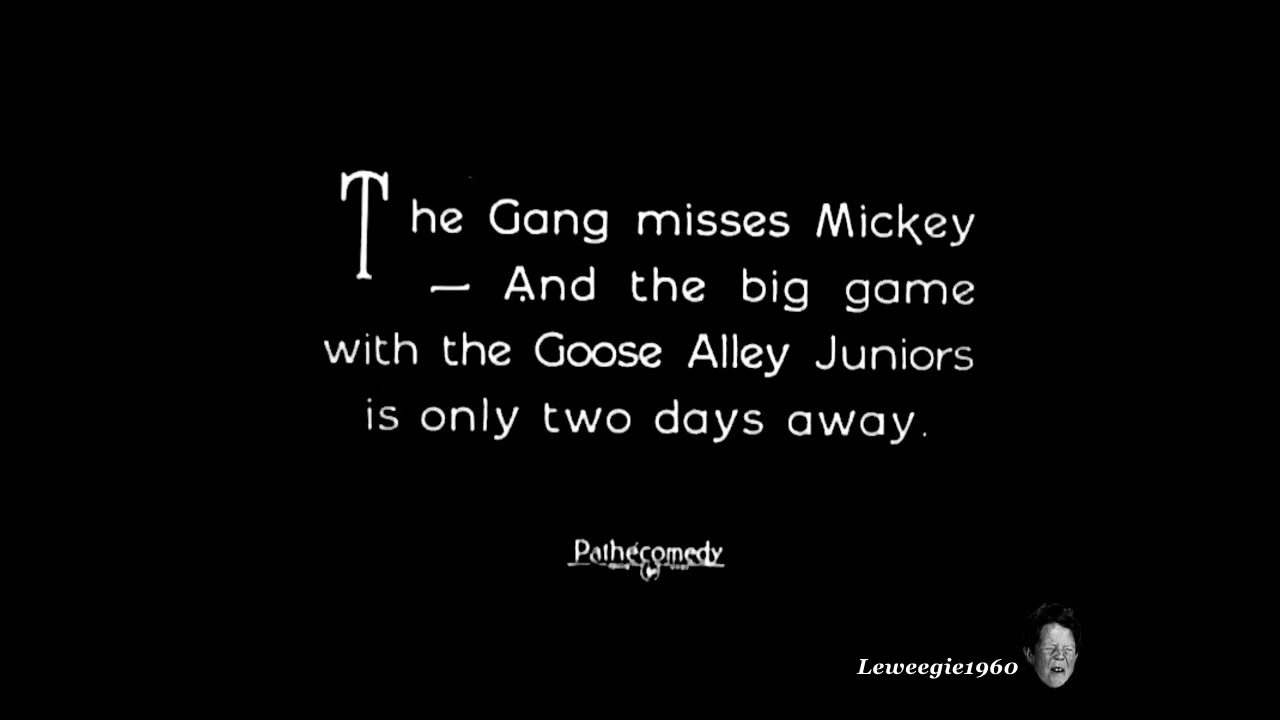 The Gang misses Mickey
— And the big game
with the Goose Alley Juniors
is only two days away.
Pathécomedy
Leweegie1960